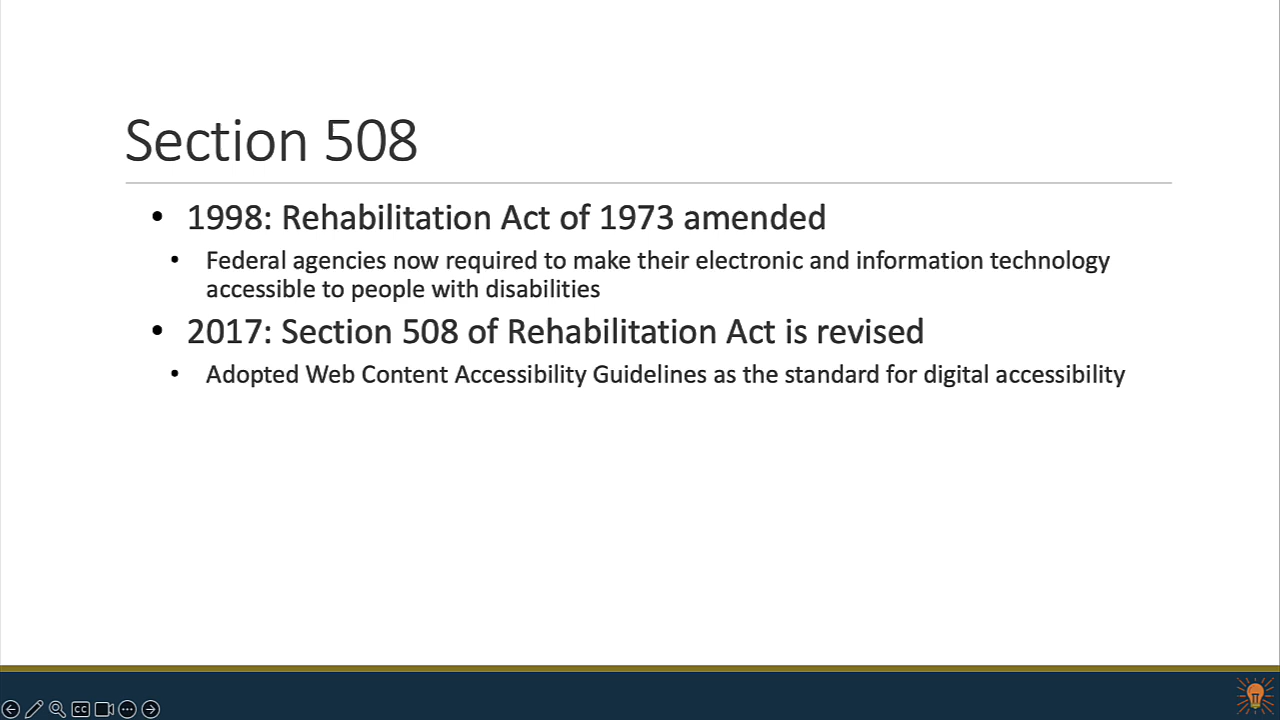 Section 508
• 1998: Rehabilitation Act of 1973 amended
• Federal agencies now required to make their electronic and information technology
accessible to people with disabilities
• 2017: Section 508 of Rehabilitation Act is revised
• Adopted Web Content Accessibility Guidelines as the standard for digital accessibility
CC